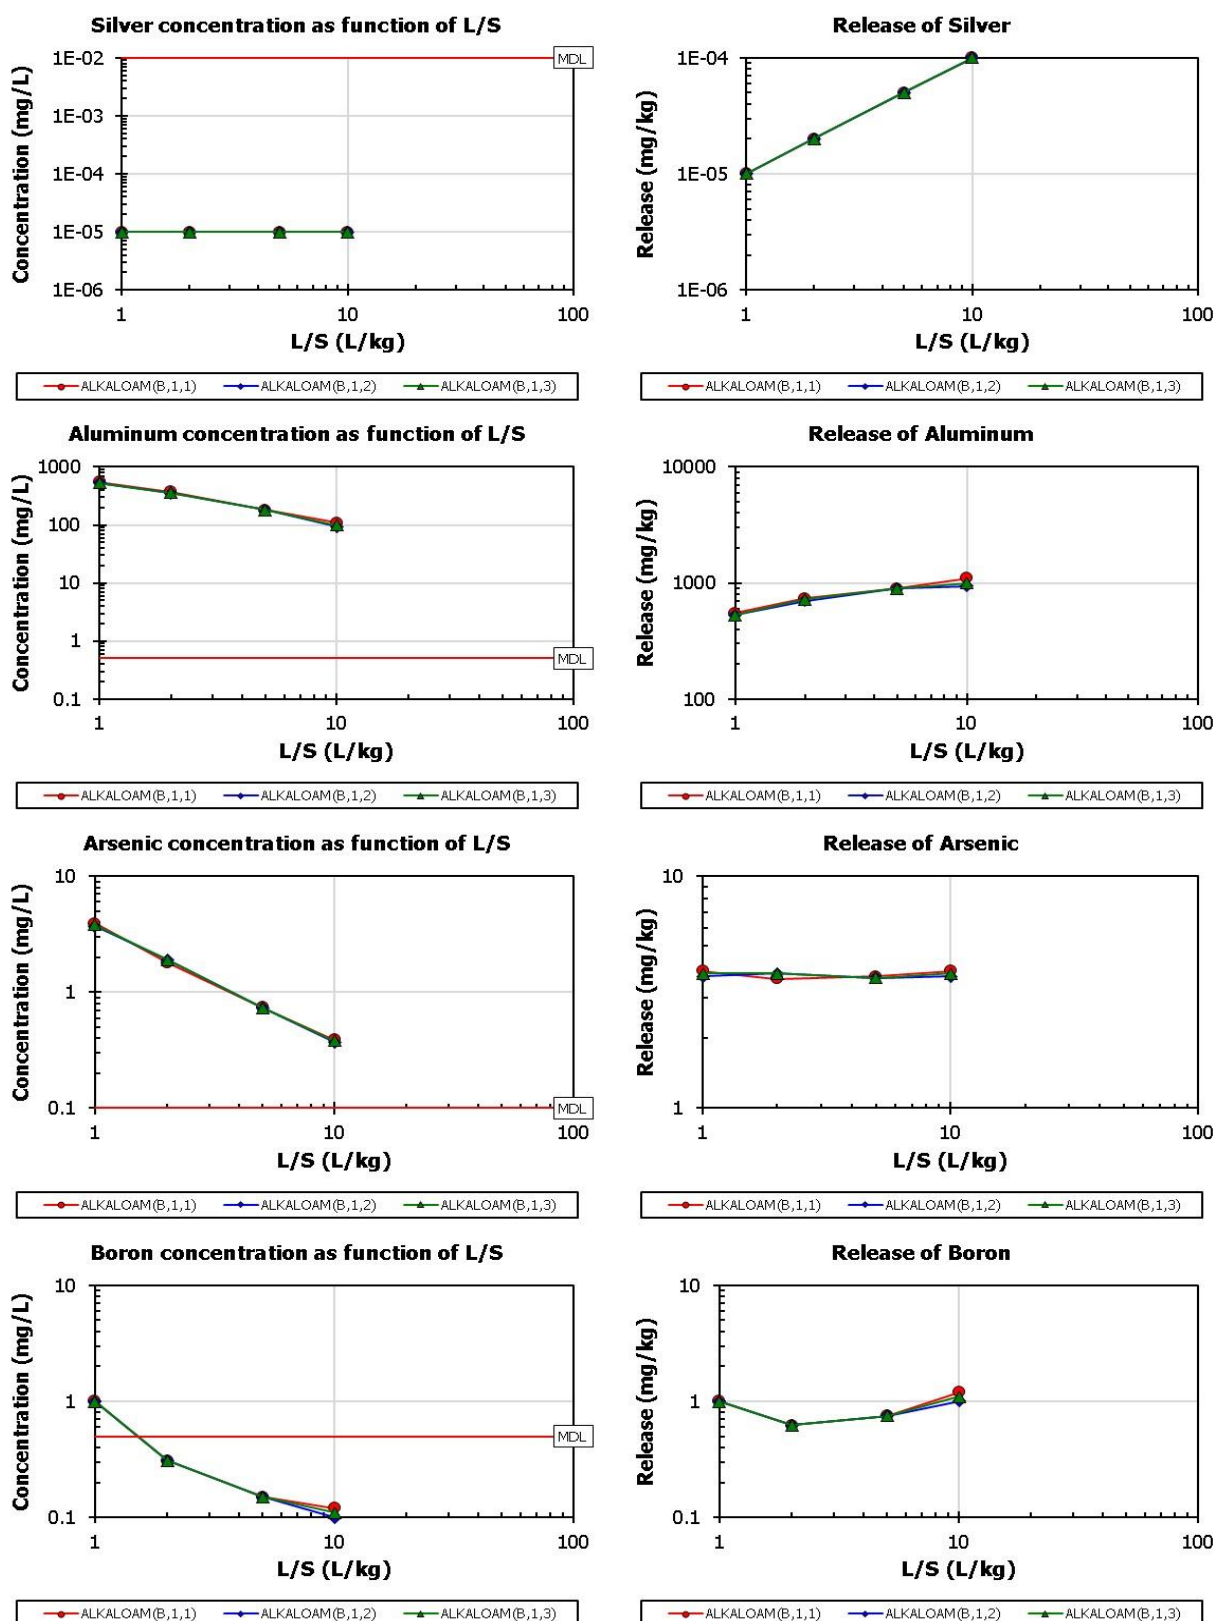 Silver concentration as function of L/S
Concentration (mg/L)
1E-02
1E-03
1E-04
1E-05
1E-06
MDL
1 10 100
L/S (L/kg)
ALKALOAM(B,1,1) ALKALOAM(B,1,2) ALKALOAM(B,1,3)
Release of Silver
Release (mg/kg)
1E-04
1E-05
1E-06
1 10 100
L/S (L/kg)
ALKALOAM(B,1,1) ALKALOAM(B,1,2) ALKALOAM(B,1,3)
Aluminum concentration as function of L/S
Concentration (mg/L)
1000
100
10
1
0.1
MDL
1 10 100
L/S (L/kg)
ALKALOAM(B,1,1) ALKALOAM(B,1,2) ALKALOAM(B,1,3)
Release of Aluminum
Release (mg/kg)
10000
1000
100
1 10 100
L/S (L/kg)
ALKALOAM(B,1,1) ALKALOAM(B,1,2) ALKALOAM(B,1,3)
Arsenic concentration as function of L/S
Concentration (mg/L)
10
1
0.1
MDL
1 10 100
L/S (L/kg)
ALKALOAM(B,1,1) ALKALOAM(B,1,2) ALKALOAM(B,1,3)
Release of Arsenic
Release (mg/kg)
10
1
1 10 100
L/S (L/kg)
ALKALOAM(B,1,1) ALKALOAM(B,1,2) ALKALOAM(B,1,3)
Boron concentration as function of L/S
Concentration (mg/L)
10
1
0.1
MDL
1 10 100
L/S (L/kg)
ALKALOAM(B,1,1) ALKALOAM(B,1,2) ALKALOAM(B,1,3)
Release of Boron
Release (mg/kg)
10
1
0.1
1 10 100
L/S (L/kg)
ALKALOAM(B,1,1) ALKALOAM(B,1,2) ALKALOAM(B,1,3)